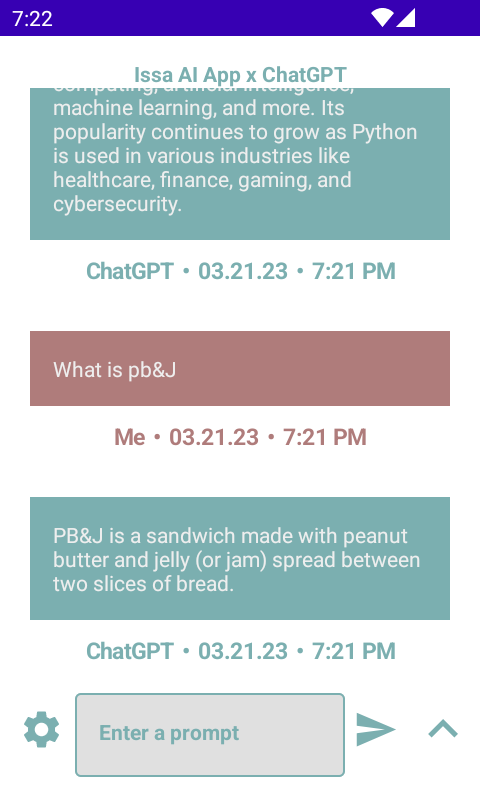 7:22
Issa AI App x ChatGPT
computing, artificial intelligence,
machine learning, and more. Its
popularity continues to grow as Python
is used in various industries like
healthcare, finance, gaming, and
cybersecurity.
ChatGPT • 03.21.23 • 7:21 PM
What is pb&J
Me • 03.21.23 • 7:21 PM
PB&J is a sandwich made with peanut
butter and jelly (or jam) spread between
two slices of bread.
ChatGPT • 03.21.23 • 7:21 PM
Enter a prompt